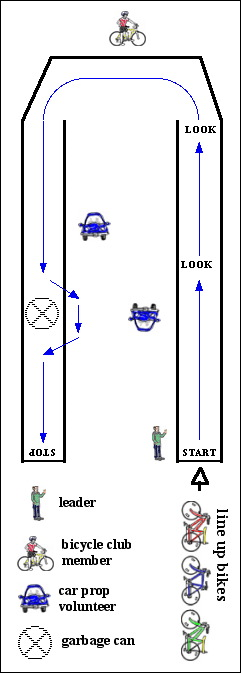 LOOK
LOOK
STOP
START
leader
bicycle club
member
car prop
volunteer
garbage can
line up bikes